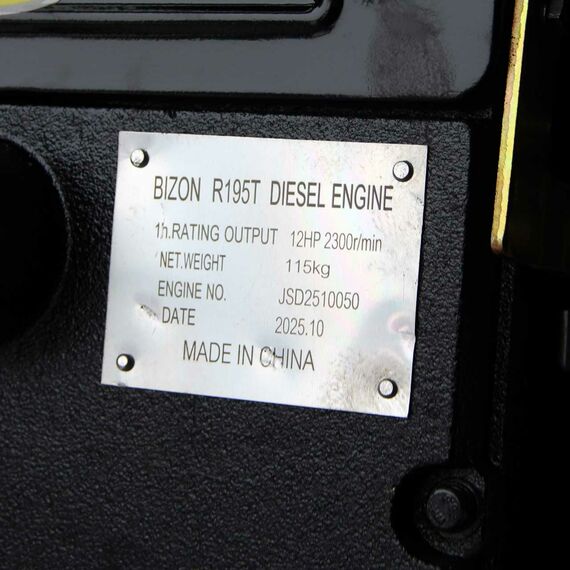 BIZON R195T DIESEL ENGINE
1h.RATING OUTPUT 12HP 2300r/min
NET.WEIGHT 115kg
ENGINE NO. JSD2510050
DATE 2025.10
MADE IN CHINA